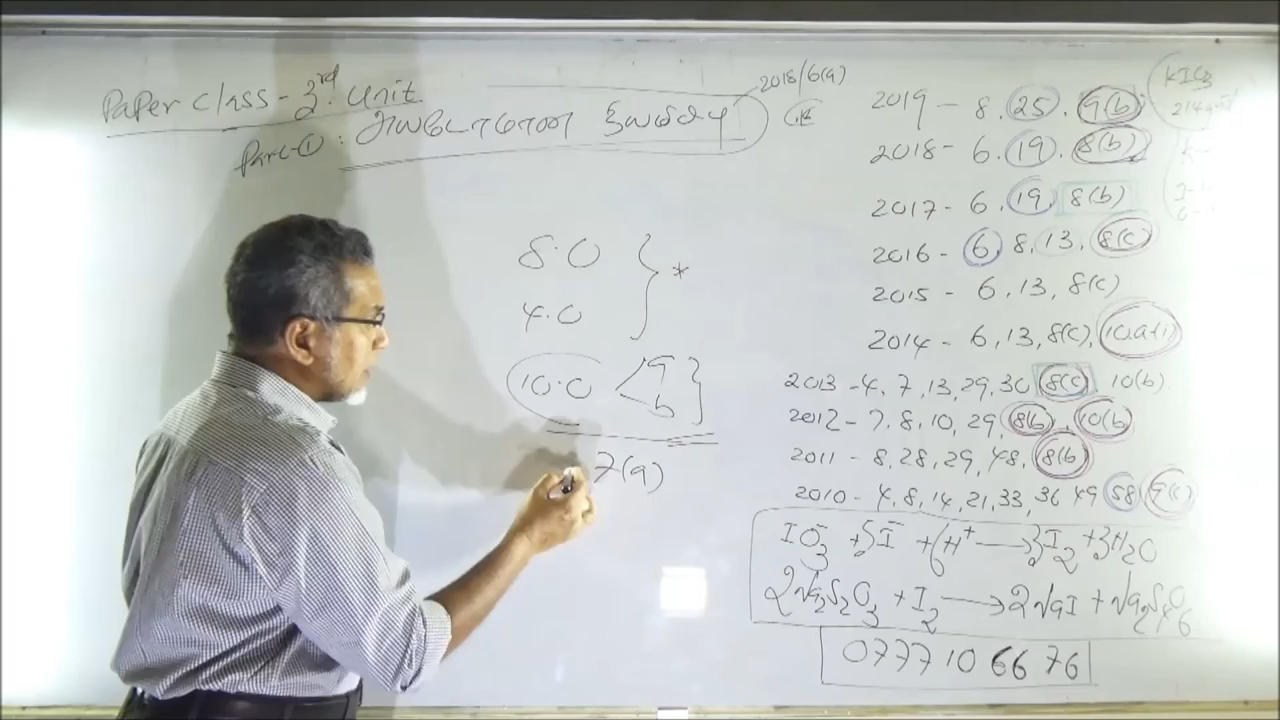 Paper Class - 3rd Unit
Part-① :
2018/6(a)
8.0
4.0
*
10.0 < a
b
7(a)
2019 - 8. 25. 9(b)
2018 - 6. 19. 8(b)
2017 - 6. 19, 8(b)
2016 - 6, 8, 13, 8(c)
2015 - 6, 13, 8(c)
2014 - 6, 13, 8(c),
2013 - 4, 7, 13, 29, 30 8(c) 10(b)
2012 - 7. 8, 10, 29, 8(b), 10(b)
2011 - 8, 28, 29, 48, 8(b)
2010 - 4, 8, 14, 21, 33, 36 49 58 9(c)
IO₃⁻ + 5I⁻ + 6H⁺ → 3I₂ + 3H₂O
2Na₂S₂O₃ + I₂ → 2NaI + Na₂S₄O₆
0777 10 66 76
KIO3